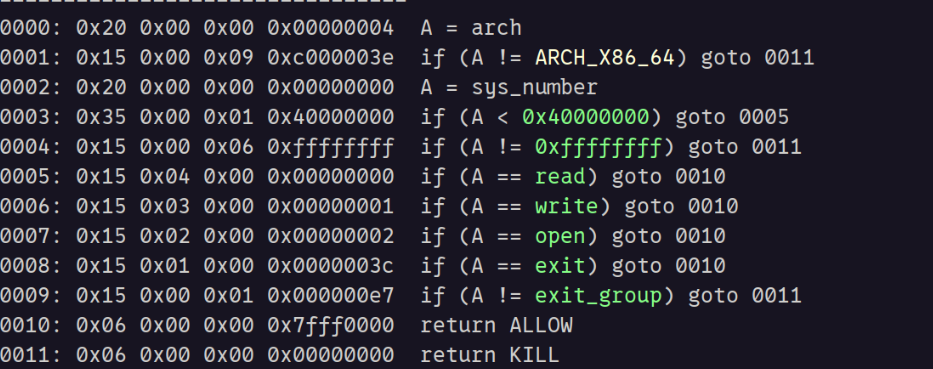 0000: 0x20 0x00 0x00 0x00000004 A = arch
0001: 0x15 0x00 0x09 0xc000003e if (A != ARCH_X86_64) goto 0011
0002: 0x20 0x00 0x00 0x00000000 A = sys_number
0003: 0x35 0x00 0x01 0x40000000 if (A < 0x40000000) goto 0005
0004: 0x15 0x00 0x06 0xffffffff if (A != 0xffffffff) goto 0011
0005: 0x15 0x04 0x00 0x00000000 if (A == read) goto 0010
0006: 0x15 0x03 0x00 0x00000001 if (A == write) goto 0010
0007: 0x15 0x02 0x00 0x00000002 if (A == open) goto 0010
0008: 0x15 0x01 0x00 0x0000003c if (A == exit) goto 0010
0009: 0x15 0x00 0x01 0x000000e7 if (A != exit_group) goto 0011
0010: 0x06 0x00 0x00 0x7fff0000 return ALLOW
0011: 0x06 0x00 0x00 0x00000000 return KILL